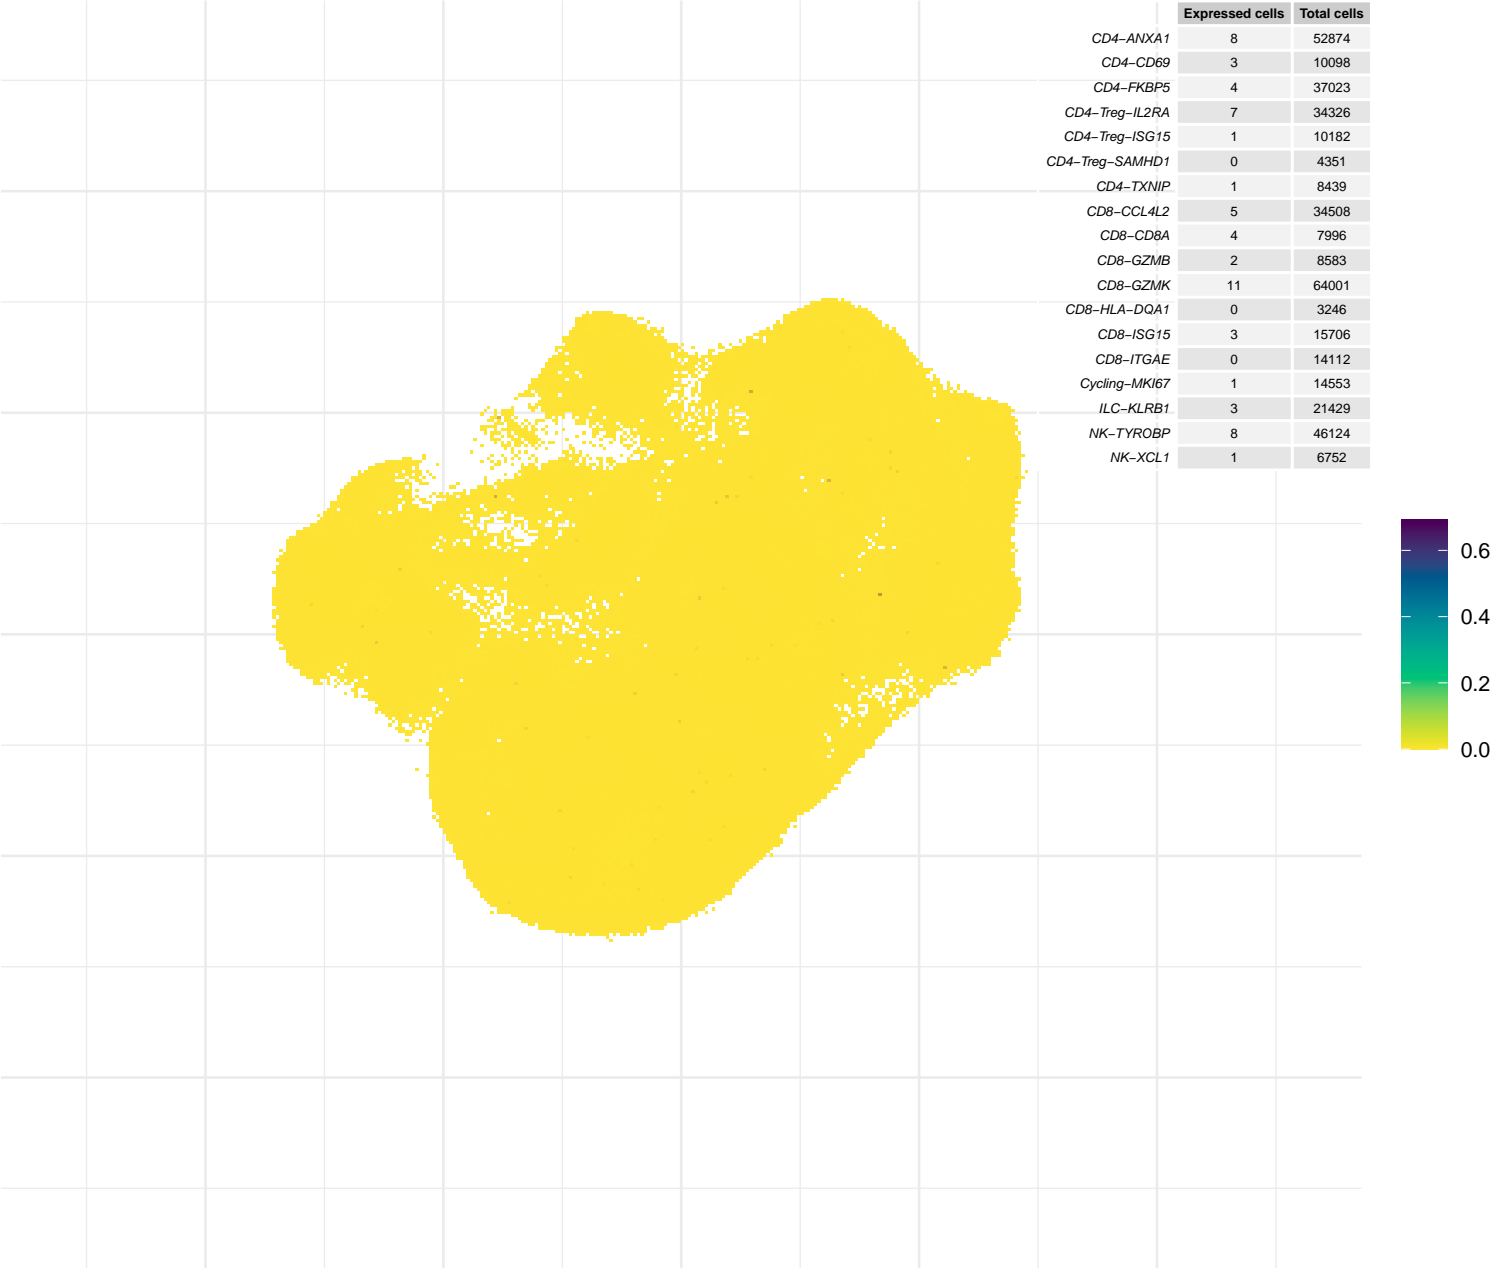 Expressed cells Total cells
CD4−ANXA1 8 52874
CD4−CD69 3 10098
CD4−FKBP5 4 37023
CD4−Treg−IL2RA 7 34326
CD4−Treg−ISG15 1 10182
CD4−Treg−SAMHD1 0 4351
CD4−TXNIP 1 8439
CD8−CCL4L2 5 34508
CD8−CD8A 4 7996
CD8−GZMB 2 8583
CD8−GZMK 11 64001
CD8−HLA−DQA1 0 3246
CD8−ISG15 3 15706
CD8−ITGAE 0 14112
Cycling−MKI67 1 14553
ILC−KLRB1 3 21429
NK−TYROBP 8 46124
NK−XCL1 1 6752
0.6
0.4
0.2
0.0